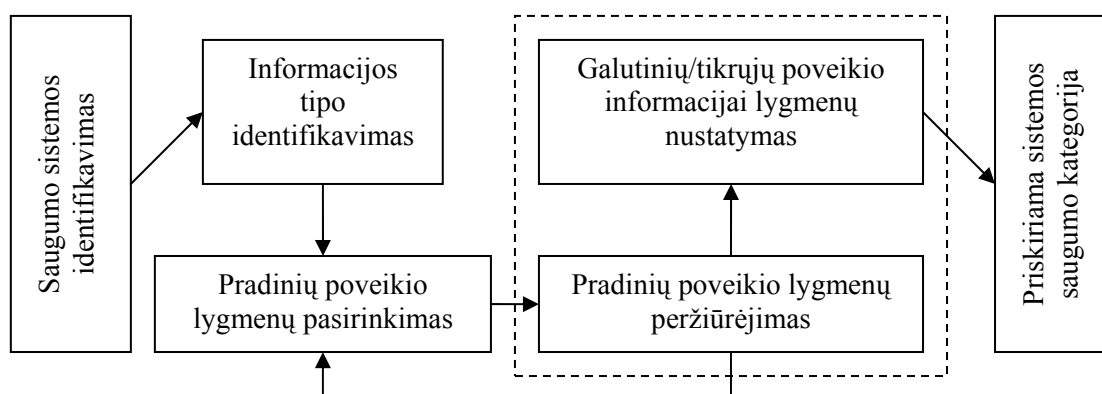 Saugumo sistemos
identifikavimas
Informacijos
tipo
identifikavimas
Pradinių poveikio
lygmenų pasirinkimas
Galutinių/tikrųjų poveikio
informacijai lygmenų
nustatymas
Pradinių poveikio lygmenų
peržiūrėjimas
Priskiriama sistemos
saugumo kategorija